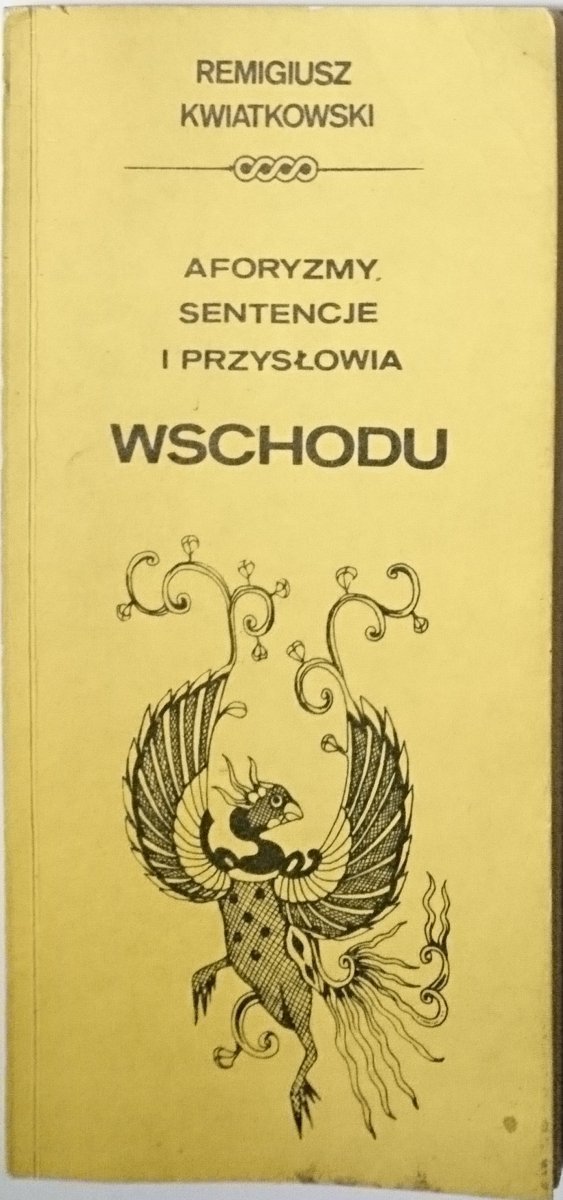 REMIGIUSZ
KWIATKOWSKI
AFORYZMY,
SENTENCJE
I PRZYSŁOWIA
WSCHODU